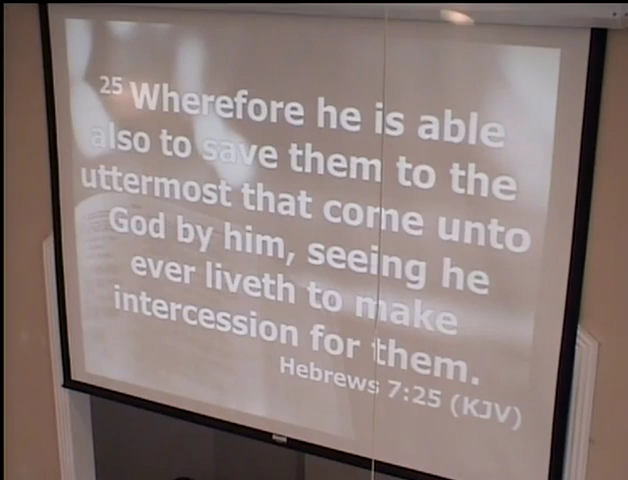 25 Wherefore he is able
also to save them to the
uttermost that come unto
God by him, seeing he
ever liveth to make
intercession for them.
Hebrews 7:25 (KJV)